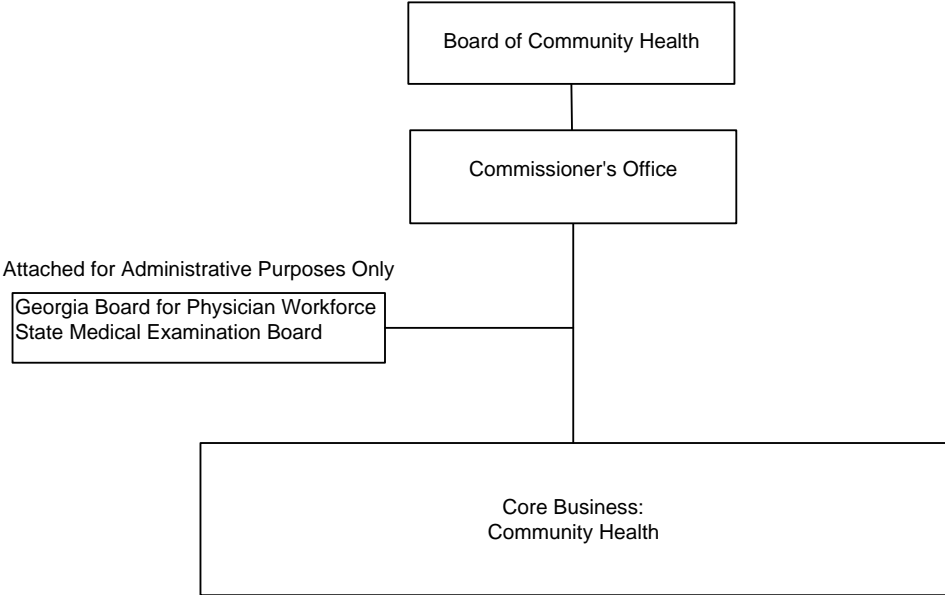 Board of Community Health
Commissioner's Office
Attached for Administrative Purposes Only
Georgia Board for Physician Workforce
State Medical Examination Board
Core Business:
Community Health